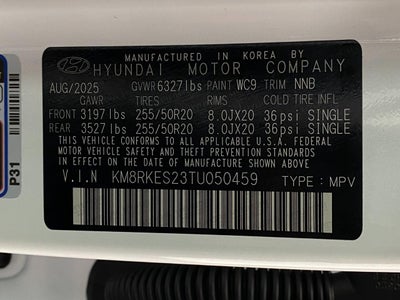 MANUFACTURED IN KOREA BY
HYUNDAI MOTOR COMPANY
AUG/2025 GVWR 6327lbs PAINT WC9 TRIM NNB
GAWR TIRES RIMS COLD TIRE INFL
FRONT 3197lbs 255/50R20 8.0JX20 36psi SINGLE
REAR 3527lbs 255/50R20 8.0JX20 36psi SINGLE
THIS VEHICLE CONFORMS TO ALL APPLICABLE U.S.A. FEDERAL
MOTOR VEHICLE SAFETY AND THEFT PREVENTION STANDARDS IN
EFFECT ON THE DATE OF MANUFACTURE SHOWN ABOVE
V.I.N KM8RKES23TU050459 TYPE: MPV
P31